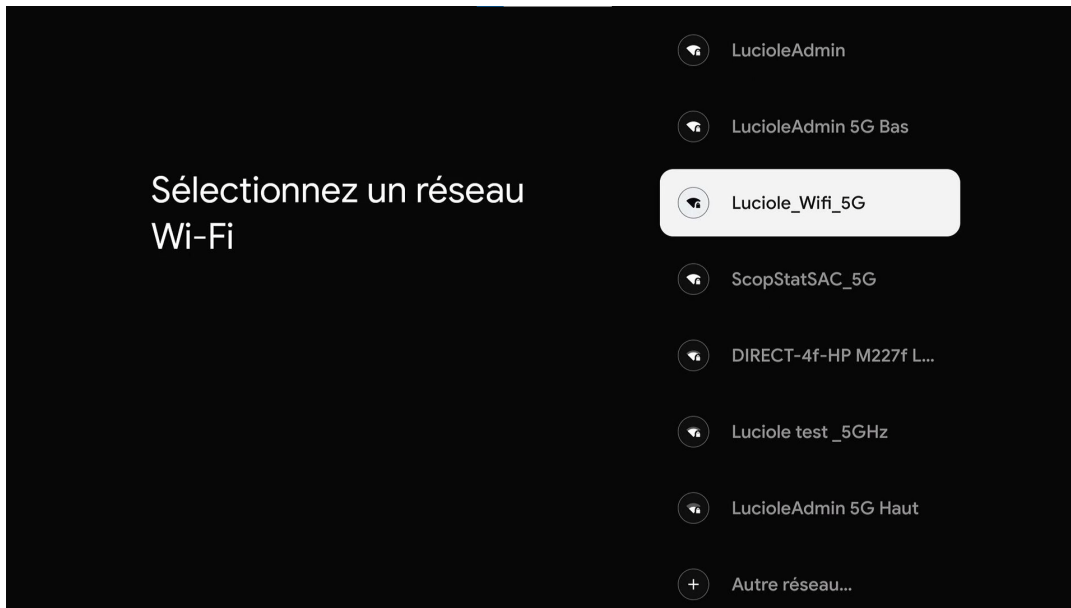 Sélectionnez un réseau
Wi-Fi
LucioleAdmin
LucioleAdmin 5G Bas
Luciole_Wifi_5G
ScopStatSAC_5G
DIRECT-4f-HP M227f L...
Luciole test _5GHz
LucioleAdmin 5G Haut
Autre réseau...